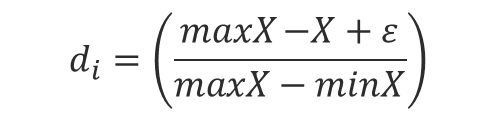 d_i = ( (maxX − X + ε) / (maxX − minX) )